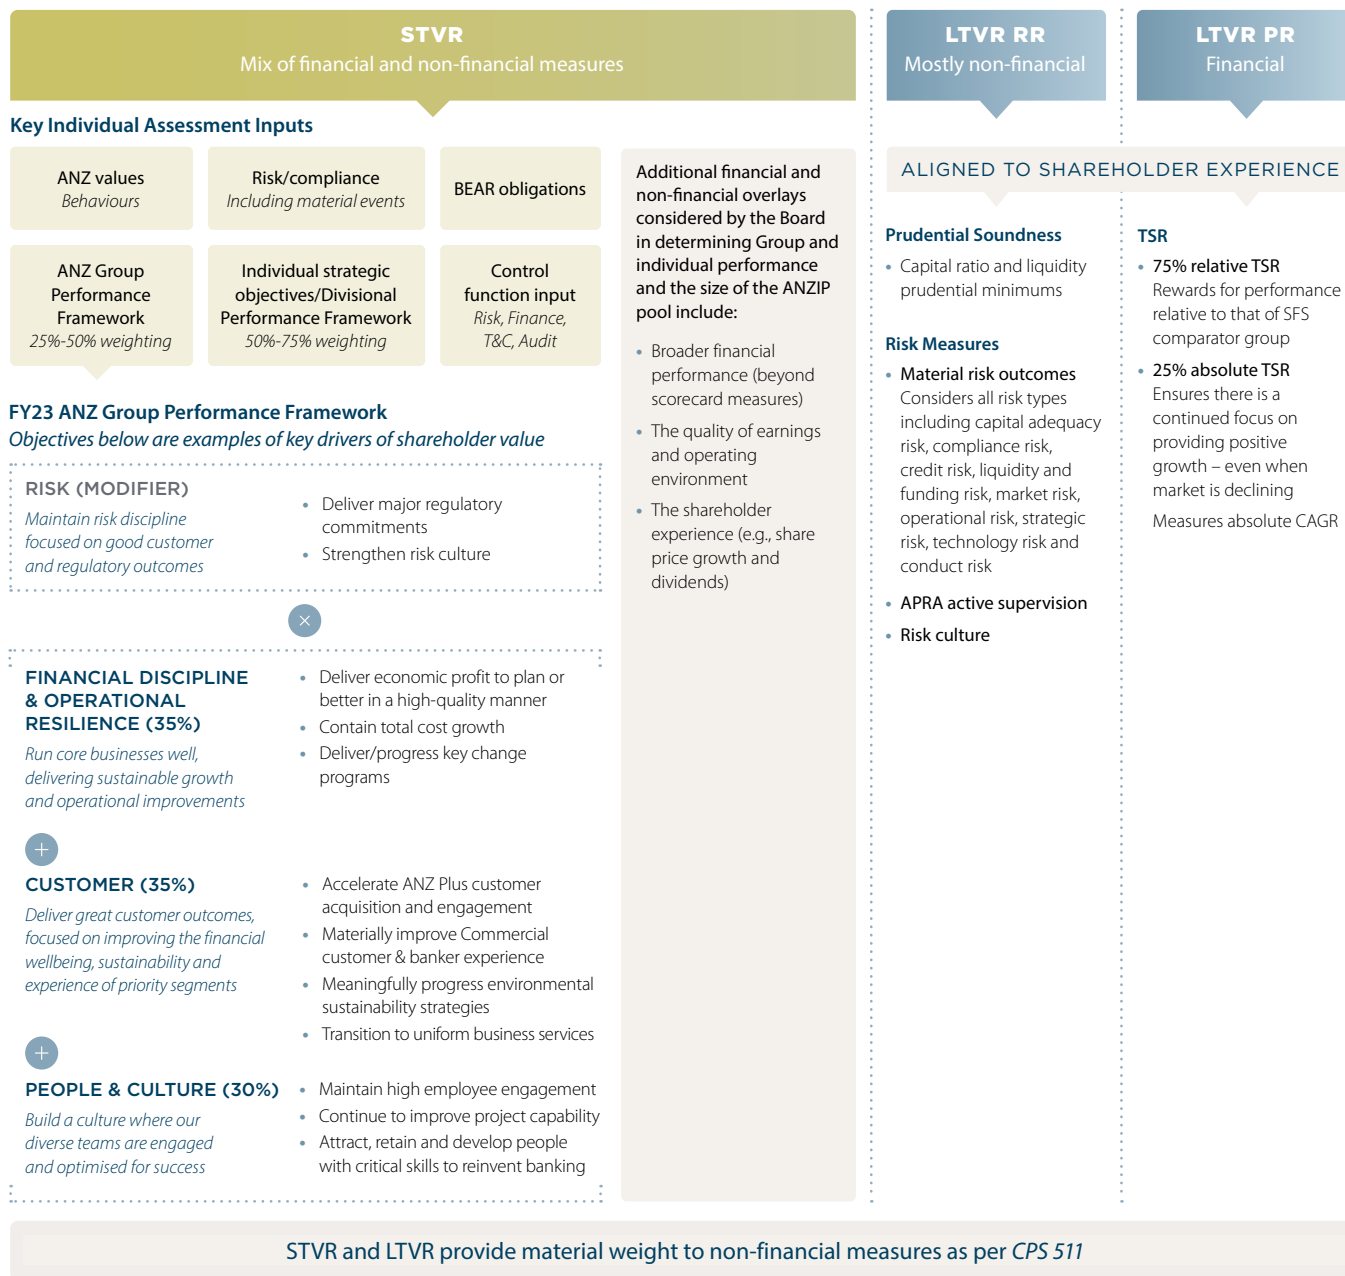 STVR
Mix of financial and non-financial measures
LTVR RR
Mostly non-financial
LTVR PR
Financial
Key Individual Assessment Inputs
ANZ values
Behaviours
Risk/compliance
Including material events
BEAR obligations
ANZ Group
Performance
Framework
25%-50% weighting
Individual strategic
objectives/Divisional
Performance Framework
50%-75% weighting
Control
function input
Risk, Finance,
T&C, Audit
FY23 ANZ Group Performance Framework
Objectives below are examples of key drivers of shareholder value
RISK (MODIFIER)
Maintain risk discipline
focused on good customer
and regulatory outcomes
• Deliver major regulatory
commitments
• Strengthen risk culture
×
FINANCIAL DISCIPLINE
& OPERATIONAL
RESILIENCE (35%)
Run core businesses well,
delivering sustainable growth
and operational improvements
• Deliver economic profit to plan or
better in a high-quality manner
• Contain total cost growth
• Deliver/progress key change
programs
+
CUSTOMER (35%)
Deliver great customer outcomes,
focused on improving the financial
wellbeing, sustainability and
experience of priority segments
• Accelerate ANZ Plus customer
acquisition and engagement
• Materially improve Commercial
customer & banker experience
• Meaningfully progress environmental
sustainability strategies
• Transition to uniform business services
+
PEOPLE & CULTURE (30%)
Build a culture where our
diverse teams are engaged
and optimised for success
• Maintain high employee engagement
• Continue to improve project capability
• Attract, retain and develop people
with critical skills to reinvent banking
Additional financial and
non-financial overlays
considered by the Board
in determining Group and
individual performance
and the size of the ANZIP
pool include:
• Broader financial
performance (beyond
scorecard measures)
• The quality of earnings
and operating
environment
• The shareholder
experience (e.g., share
price growth and
dividends)
ALIGNED TO SHAREHOLDER EXPERIENCE
Prudential Soundness
• Capital ratio and liquidity
prudential minimums
Risk Measures
• Material risk outcomes
Considers all risk types
including capital adequacy
risk, compliance risk,
credit risk, liquidity and
funding risk, market risk,
operational risk, strategic
risk, technology risk and
conduct risk
• APRA active supervision
• Risk culture
TSR
• 75% relative TSR
Rewards for performance
relative to that of SFS
comparator group
• 25% absolute TSR
Ensures there is a
continued focus on
providing positive
growth – even when
market is declining
Measures absolute CAGR
STVR and LTVR provide material weight to non-financial measures as per CPS 511